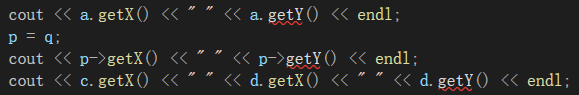 cout << a.getX() << " " << a.getY() << endl;
p = q;
cout << p->getX() << " " << p->getY() << endl;
cout << c.getX() << " " << d.getX() << " " << d.getY() << endl;